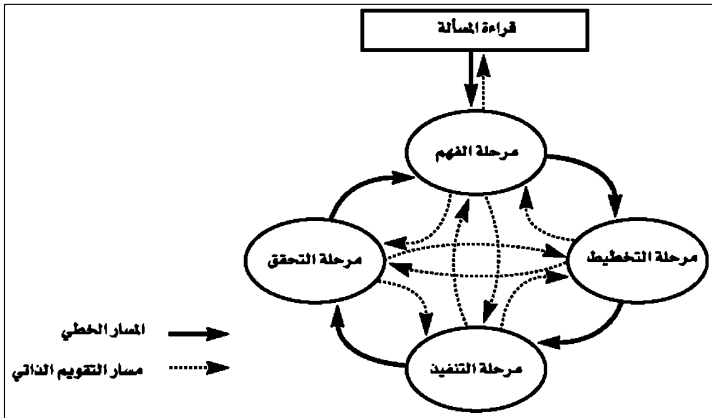 قراءة المسألة
مرحلة الفهم
مرحلة التحقق
مرحلة التخطيط
مرحلة التنفيذ
المسار الخطي
مسار التقويم الذاتي